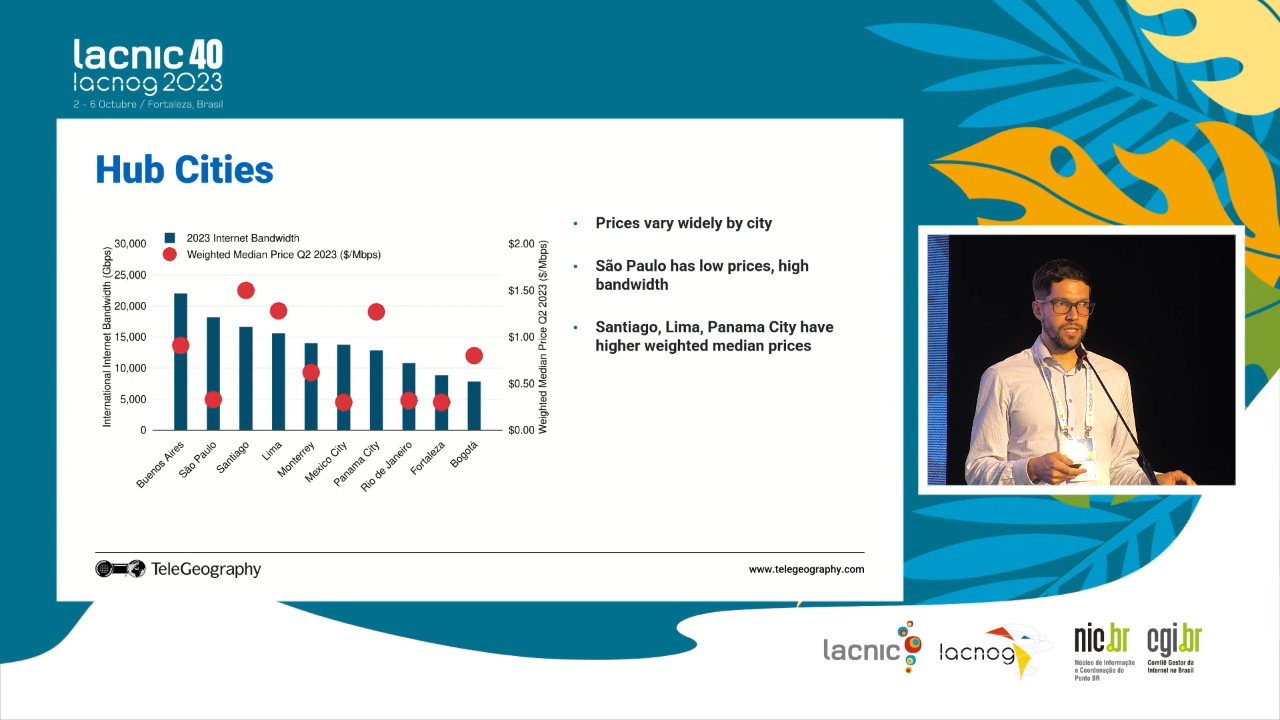 lacnic 40
lacnog 2023
2 - 6 Octubre / Fortaleza, Brasil
Hub Cities
2023 Internet Bandwidth
Weighted Median Price Q2 2023 ($/Mbps)
International Internet Bandwidth (Gbps)
30,000
25,000
20,000
15,000
10,000
5,000
0
$2.00
$1.50
$1.00
$0.50
$0.00
Weighted Median Price Q2 2023 ($/Mbps)
Buenos Aires
São Paulo
Santiago
Lima
Monterrey
Mexico City
Panama City
Rio de Janeiro
Fortaleza
Bogotá
• Prices vary widely by city
• São Paulo has low prices, high
bandwidth
• Santiago, Lima, Panama City have
higher weighted median prices
TeleGeography
www.telegeography.com
lacnic
lacnog
nic.br
Núcleo de Informação
e Coordenação do
Ponto BR
cgi.br
Comitê Gestor da
Internet no Brasil